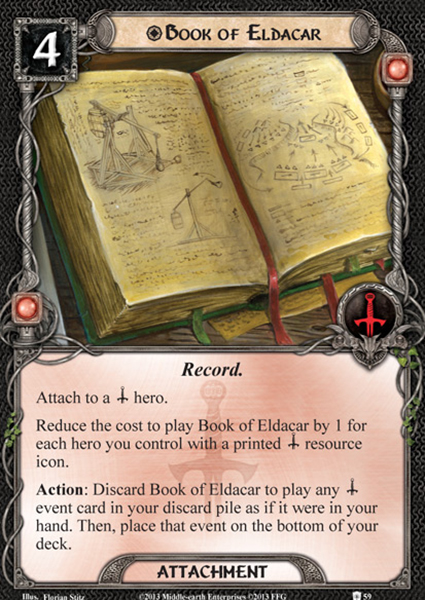 4
BOOK OF ELDACAR
Record.
Attach to a hero.
Reduce the cost to play Book of Eldacar by 1 for
each hero you control with a printed resource
icon.
Action: Discard Book of Eldacar to play any
event card in your discard pile as if it were in your
hand. Then, place that event on the bottom of your
deck.
ATTACHMENT
Illus. Florian Stitz ©2013 Middle-earth Enterprises ©2013 FFG 59